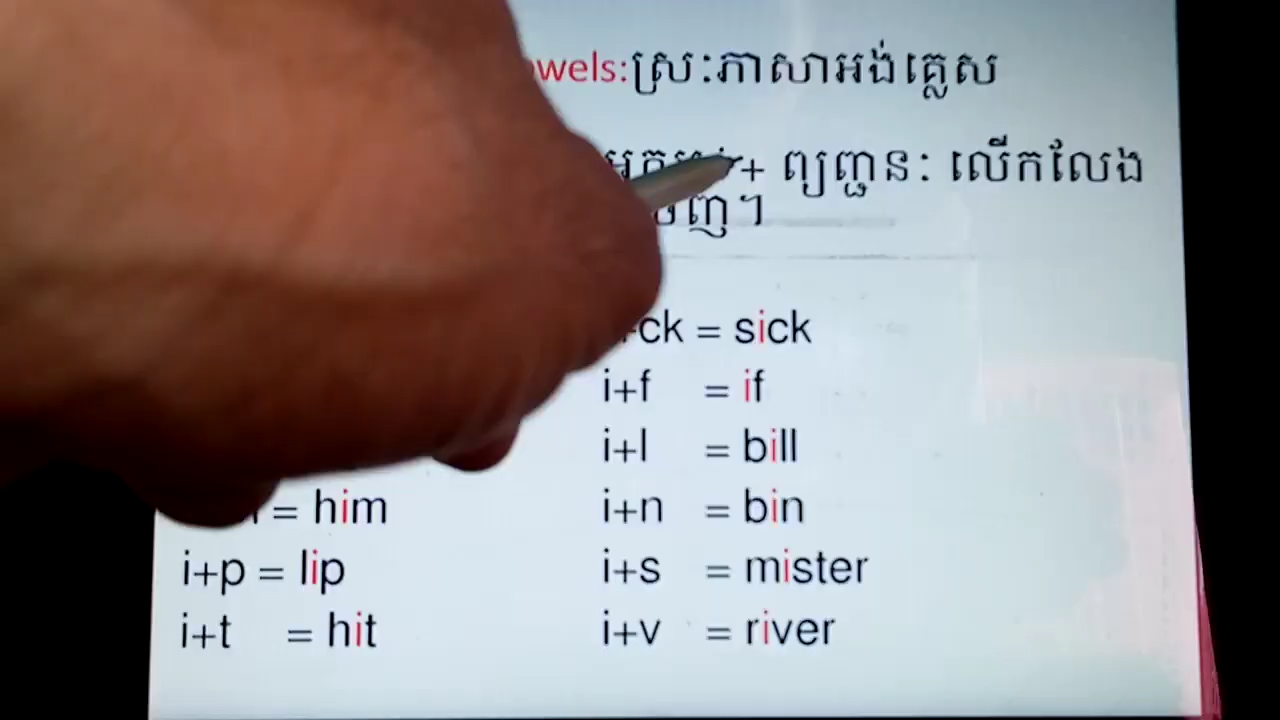 ស្រៈភាសាអង់គ្លេស
+ ព្យញ្ជនៈ លើកលែង
ck = sick
i+f = if
i+l = bill
= him
i+n = bin
i+p = lip
i+s = mister
i+t = hit
i+v = river